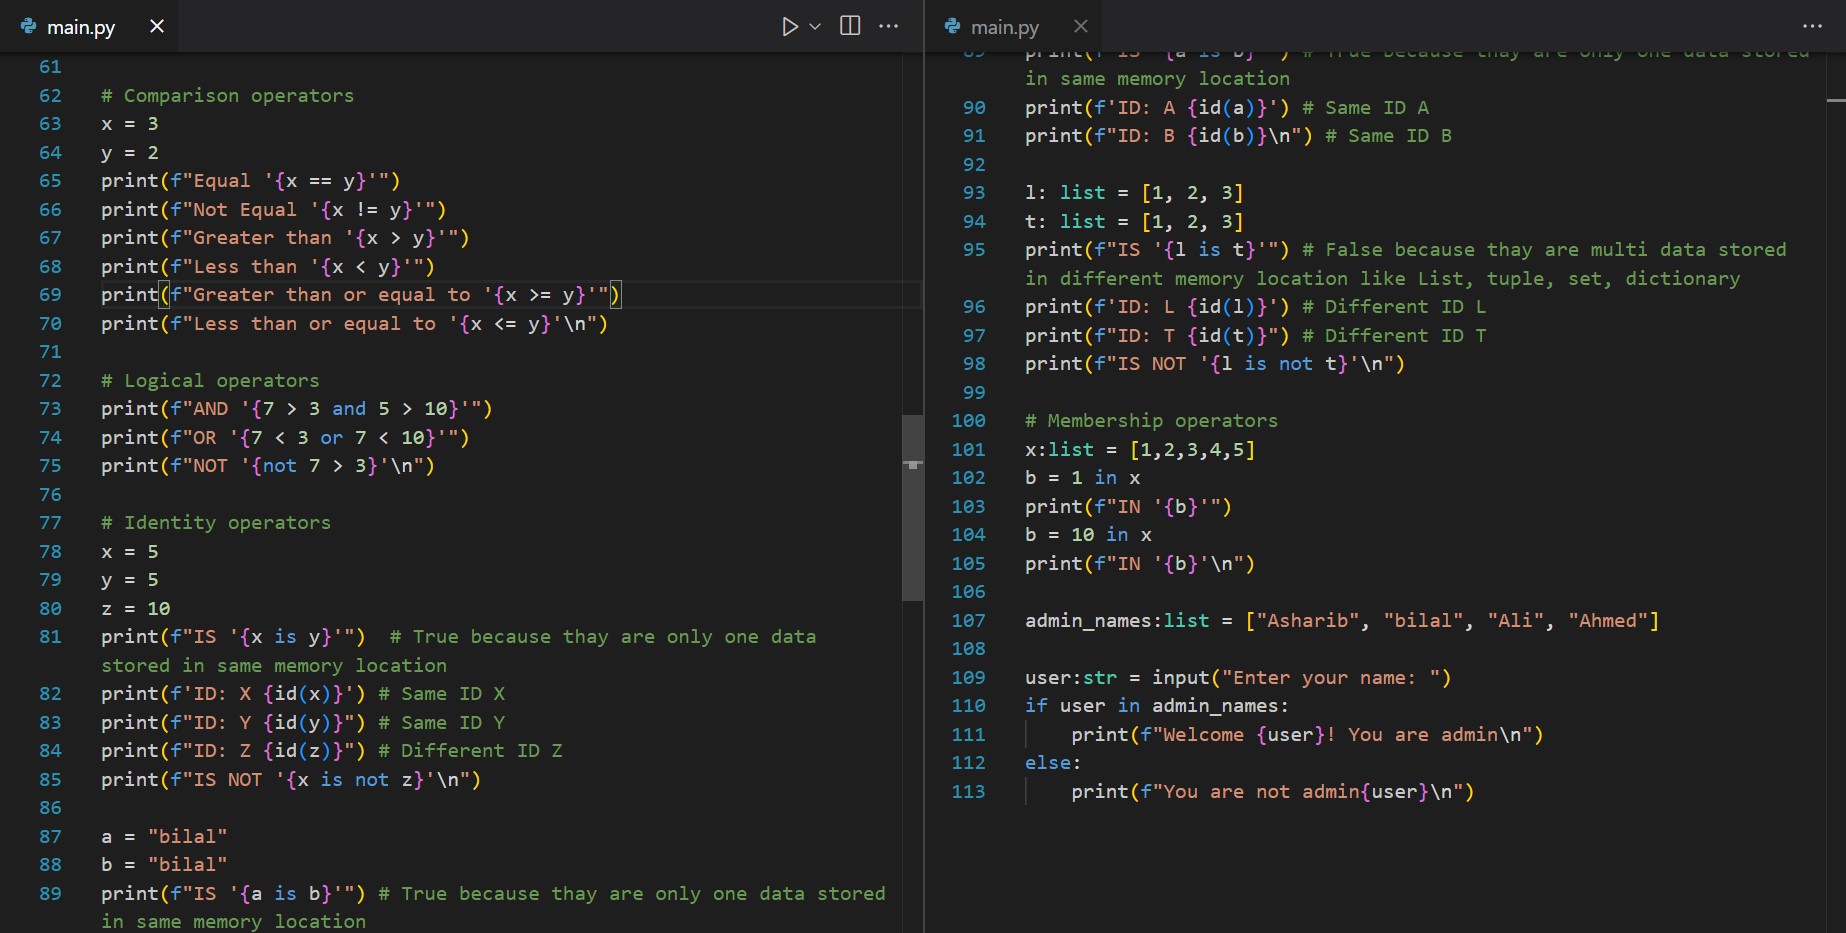 main.py
61
62 # Comparison operators
63 x = 3
64 y = 2
65 print(f"Equal '{x == y}'")
66 print(f"Not Equal '{x != y}'")
67 print(f"Greater than '{x > y}'")
68 print(f"Less than '{x < y}'")
69 print(f"Greater than or equal to '{x >= y}'")
70 print(f"Less than or equal to '{x <= y}'\n")
71
72 # Logical operators
73 print(f"AND '{7 > 3 and 5 > 10}'")
74 print(f"OR '{7 < 3 or 7 < 10}'")
75 print(f"NOT '{not 7 > 3}'\n")
76
77 # Identity operators
78 x = 5
79 y = 5
80 z = 10
81 print(f"IS '{x is y}'")  # True because thay are only one data
stored in same memory location
82 print(f'ID: X {id(x)}') # Same ID X
83 print(f"ID: Y {id(y)}") # Same ID Y
84 print(f"ID: Z {id(z)}") # Different ID Z
85 print(f"IS NOT '{x is not z}'\n")
86
87 a = "bilal"
88 b = "bilal"
89 print(f"IS '{a is b}'") # True because thay are only one data stored
in same memory location
main.py
89 print(f"IS '{a is b}'") # True because thay are only one data stored
in same memory location
90 print(f'ID: A {id(a)}') # Same ID A
91 print(f"ID: B {id(b)}\n") # Same ID B
92
93 l: list = [1, 2, 3]
94 t: list = [1, 2, 3]
95 print(f"IS '{l is t}'") # False because thay are multi data stored
in different memory location like List, tuple, set, dictionary
96 print(f'ID: L {id(l)}') # Different ID L
97 print(f"ID: T {id(t)}") # Different ID T
98 print(f"IS NOT '{l is not t}'\n")
99
100 # Membership operators
101 x:list = [1,2,3,4,5]
102 b = 1 in x
103 print(f"IN '{b}'")
104 b = 10 in x
105 print(f"IN '{b}'\n")
106
107 admin_names:list = ["Asharib", "bilal", "Ali", "Ahmed"]
108
109 user:str = input("Enter your name: ")
110 if user in admin_names:
111     print(f"Welcome {user}! You are admin\n")
112 else:
113     print(f"You are not admin{user}\n")